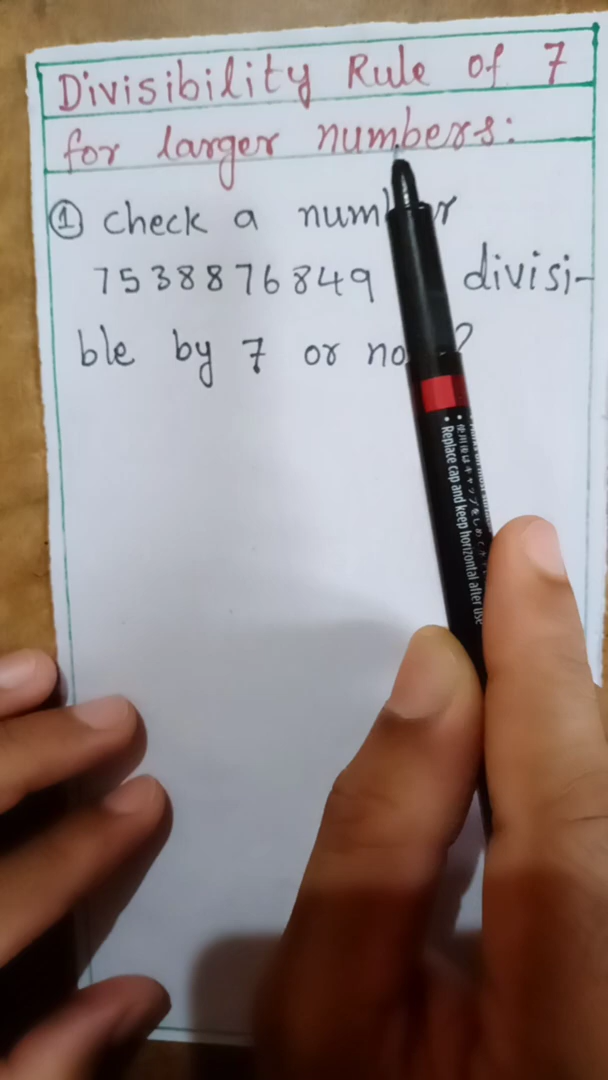 Divisibility Rule of 7
for larger numbers:
① check a number
7538876849 divisi-
ble by 7 or no ?
• Replace cap and keep horizontal after use